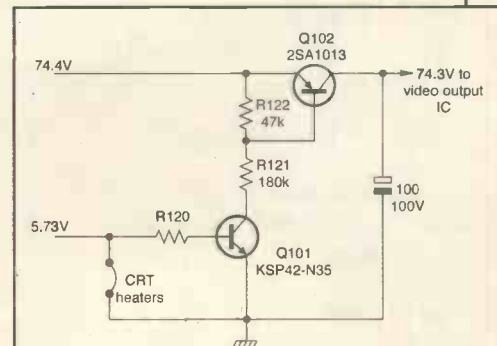 Q102
2SA1013
74.4V
74.3V to
video output
IC
R122
47k
R121
180k
100
100V
5.73V
R120
Q101
KSP42-N35
CRT
heaters